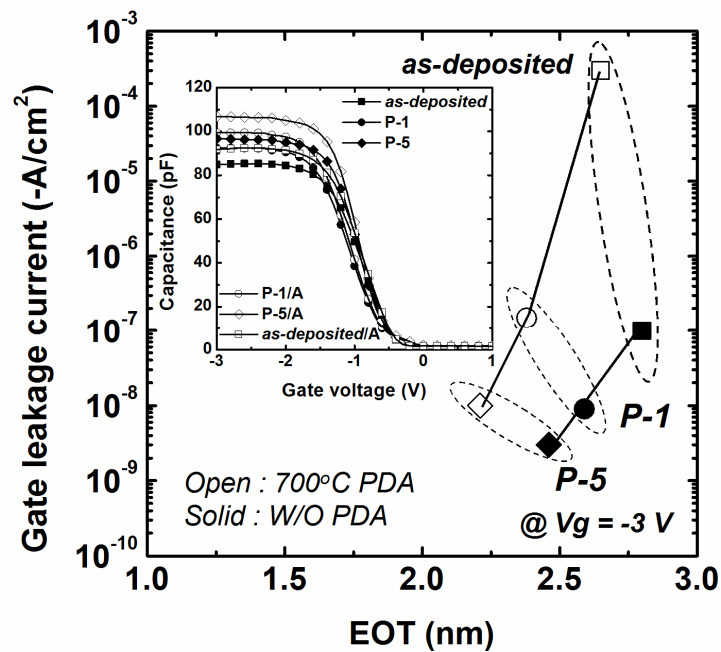 Gate leakage current (-A/cm²)
10⁻³
10⁻⁴
10⁻⁵
10⁻⁶
10⁻⁷
10⁻⁸
10⁻⁹
10⁻¹⁰
as-deposited
Capacitance (pF)
120
100
80
60
40
20
0
as-deposited
P-1
P-5
P-1/A
P-5/A
as-deposited/A
-3 -2 -1 0 1
Gate voltage (V)
P-1
P-5
Open : 700°C PDA
Solid : W/O PDA
@ Vg = -3 V
1.0 1.5 2.0 2.5 3.0
EOT (nm)